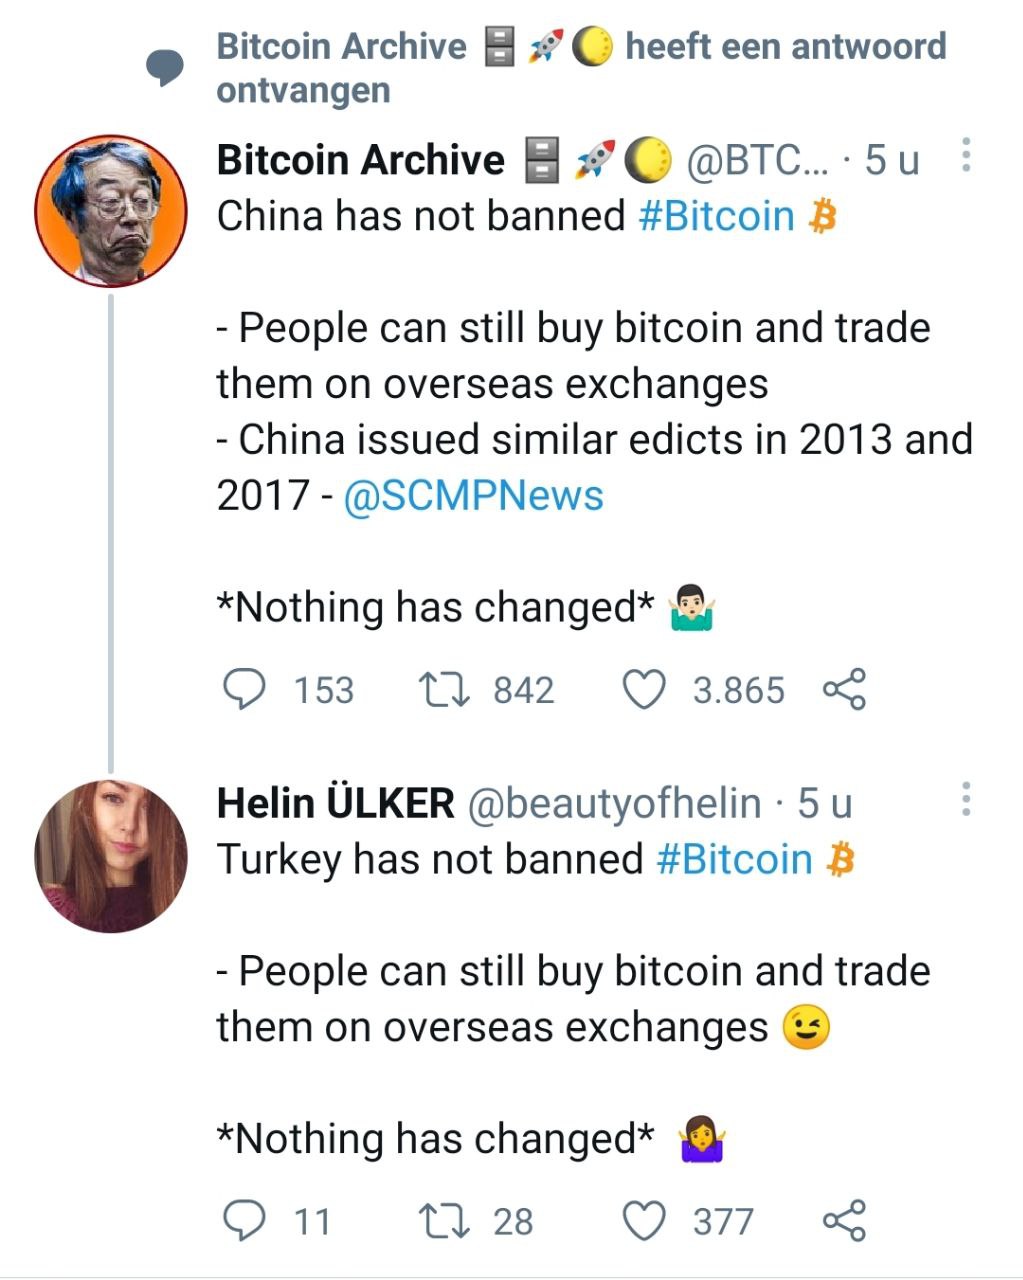 Bitcoin Archive 🗄️🚀🌔 heeft een antwoord
ontvangen
Bitcoin Archive 🗄️🚀🌔 @BTC... · 5 u
China has not banned #Bitcoin
- People can still buy bitcoin and trade
them on overseas exchanges
- China issued similar edicts in 2013 and
2017 - @SCMPNews
*Nothing has changed* 🤷🏻‍♂️
153 842 3.865
Helin ÜLKER @beautyofhelin · 5 u
Turkey has not banned #Bitcoin
- People can still buy bitcoin and trade
them on overseas exchanges 😉
*Nothing has changed* 🤷‍♀️
11 28 377